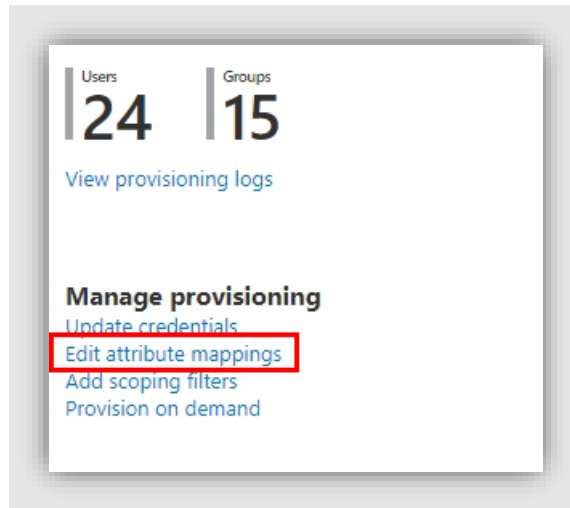 Users Groups
24 15
View provisioning logs
Manage provisioning
Update credentials
Edit attribute mappings
Add scoping filters
Provision on demand